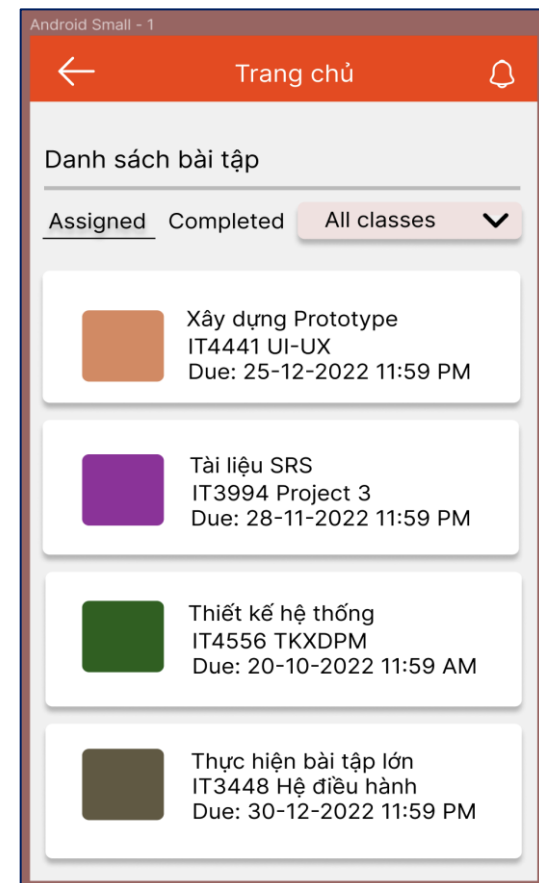 Android Small - 1
Trang chủ
Danh sách bài tập
Assigned Completed All classes
Xây dựng Prototype
IT4441 UI-UX
Due: 25-12-2022 11:59 PM
Tài liệu SRS
IT3994 Project 3
Due: 28-11-2022 11:59 PM
Thiết kế hệ thống
IT4556 TKXDPM
Due: 20-10-2022 11:59 AM
Thực hiện bài tập lớn
IT3448 Hệ điều hành
Due: 30-12-2022 11:59 PM